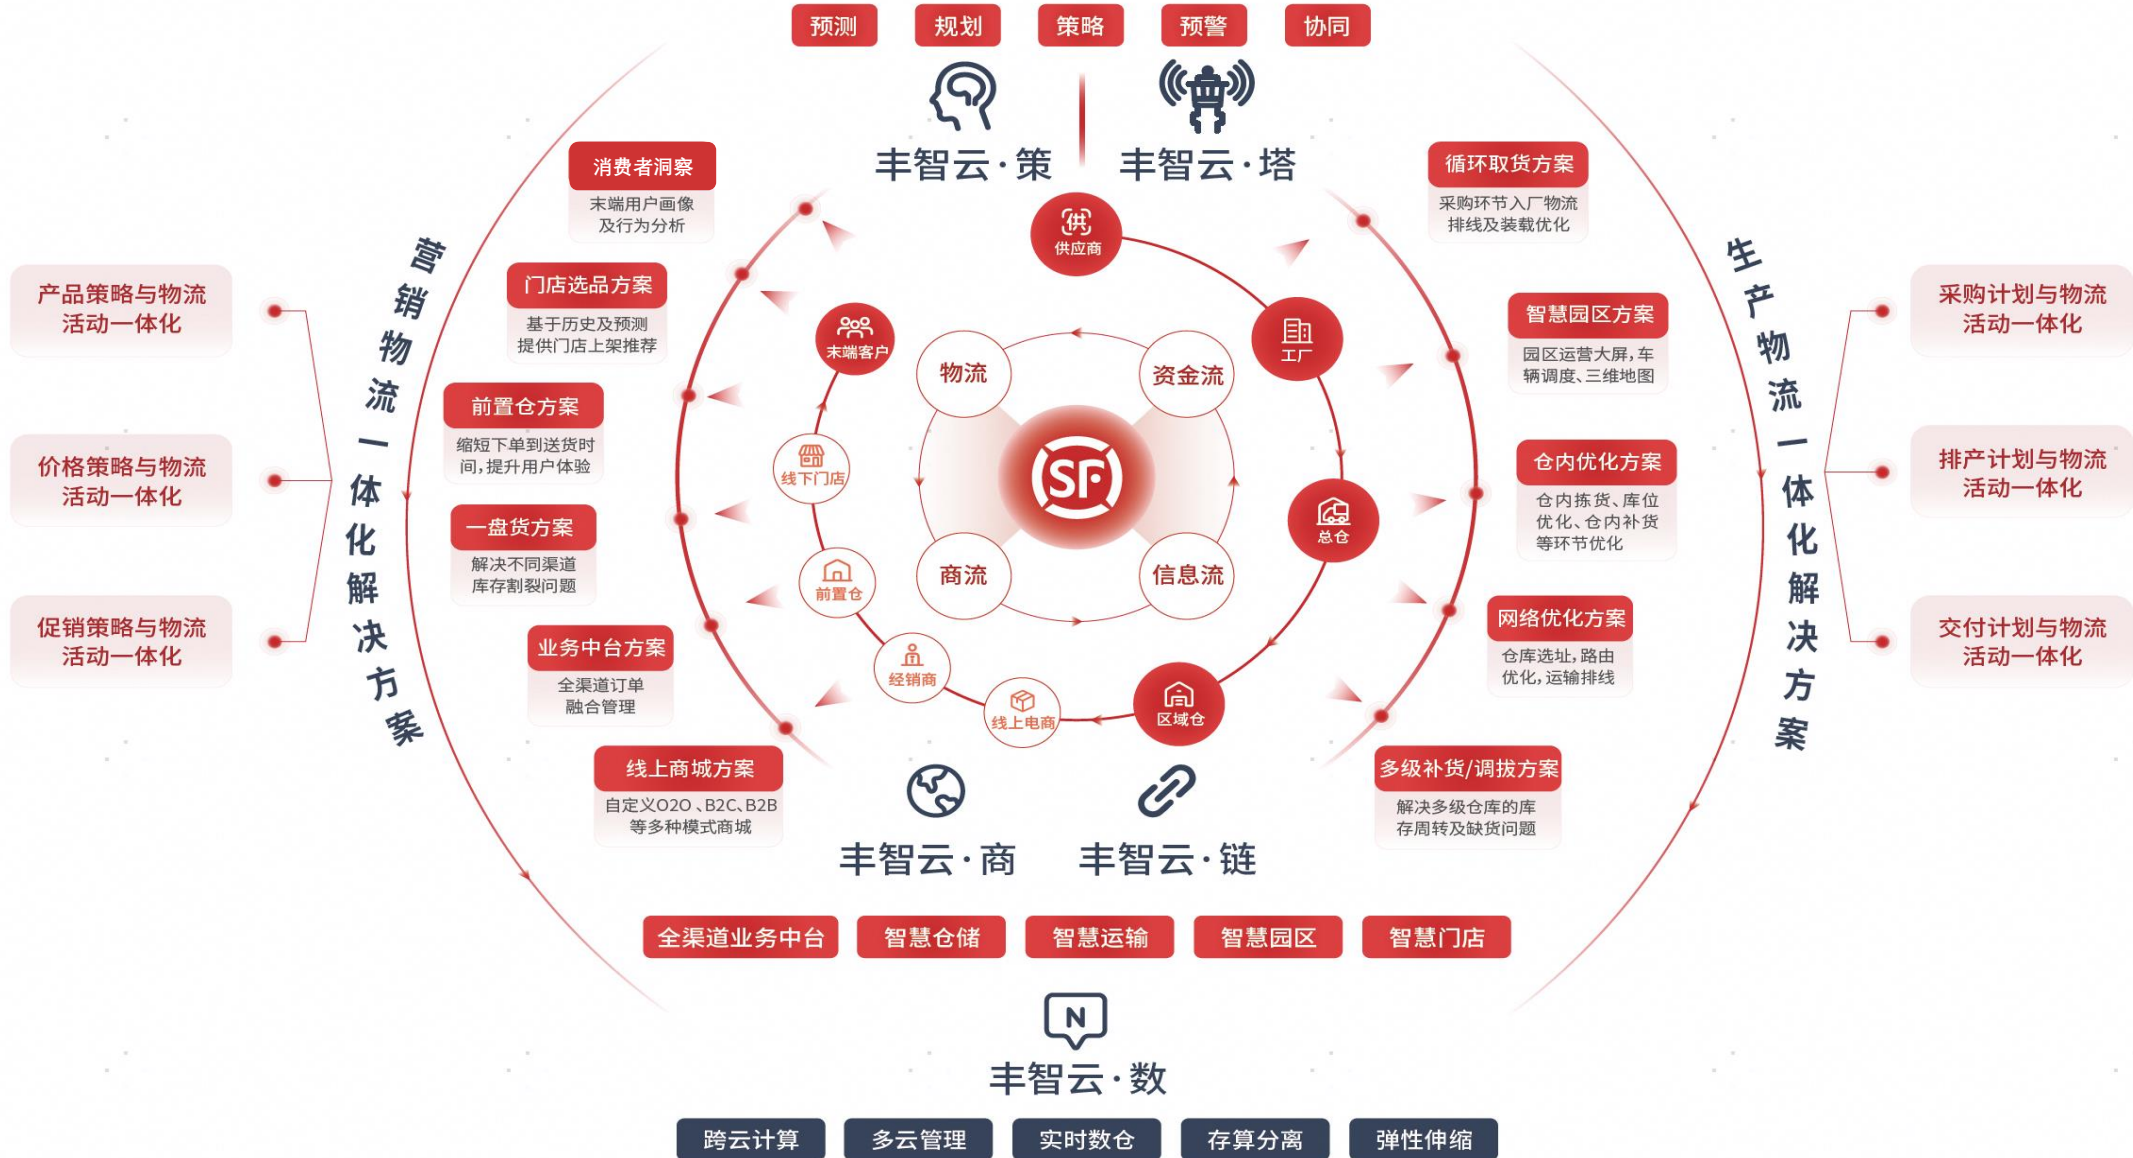 预测
规划
策略
预警
协同
丰智云·策
丰智云·塔
营销物流一体化解决方案
产品策略与物流
活动一体化
价格策略与物流
活动一体化
促销策略与物流
活动一体化
消费者洞察
末端用户画像
及行为分析
门店选品方案
基于历史及预测
提供门店上架推荐
前置仓方案
缩短下单到送货时
间,提升用户体验
一盘货方案
解决不同渠道
库存割裂问题
业务中台方案
全渠道订单
融合管理
线上商城方案
自定义O2O、B2C、B2B
等多种模式商城
供
供应商
工厂
总仓
区域仓
线上电商
经销商
前置仓
线下门店
末端客户
物流
资金流
SF
商流
信息流
循环取货方案
采购环节入厂物流
排线及装载优化
智慧园区方案
园区运营大屏,车
辆调度、三维地图
仓内优化方案
仓内拣货、库位
优化、仓内补货
等环节优化
网络优化方案
仓库选址,路由
优化,运输排线
多级补货/调拔方案
解决多级仓库的库
存周转及缺货问题
生产物流一体化解决方案
采购计划与物流
活动一体化
排产计划与物流
活动一体化
交付计划与物流
活动一体化
丰智云·商
丰智云·链
全渠道业务中台
智慧仓储
智慧运输
智慧园区
智慧门店
N
丰智云·数
跨云计算
多云管理
实时数仓
存算分离
弹性伸缩